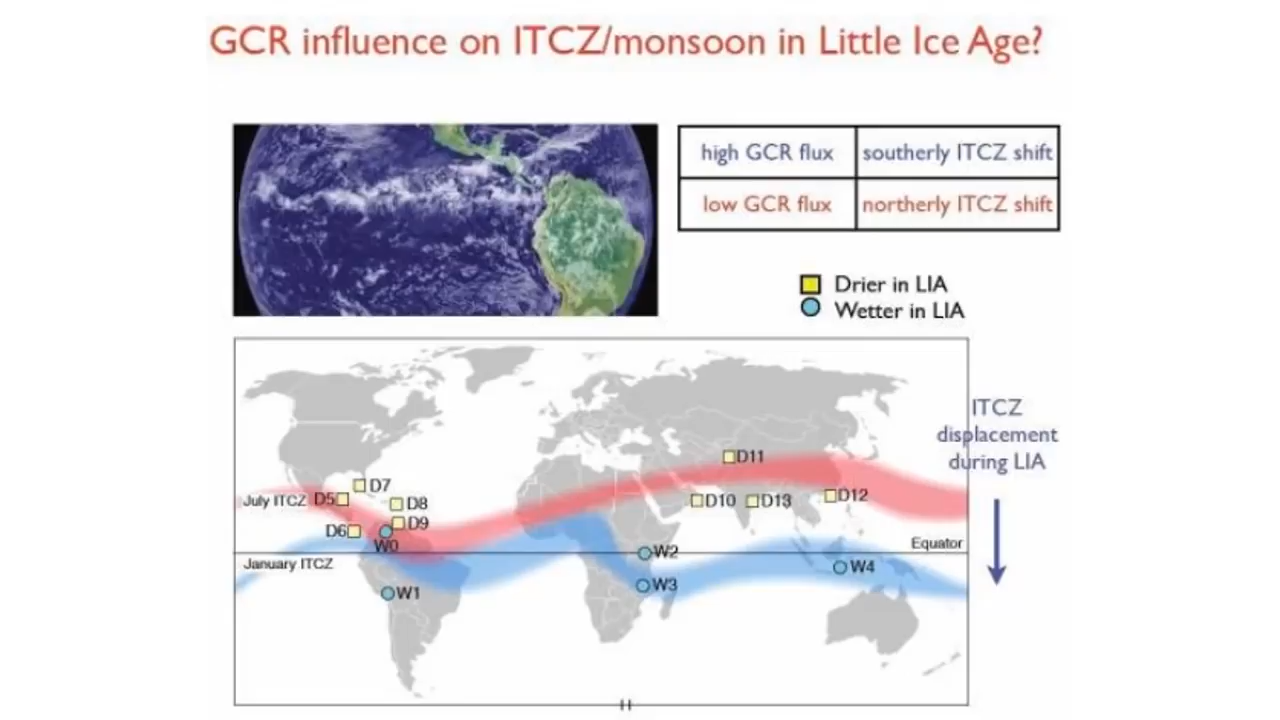 GCR influence on ITCZ/monsoon in Little Ice Age?
high GCR flux
southerly ITCZ shift
low GCR flux
northerly ITCZ shift
Drier in LIA
Wetter in LIA
ITCZ
displacement
during LIA
D11
D7
July ITCZ
D5
D8
D10
D13
D12
D6
D9
W0
Equator
January ITCZ
W2
W4
W3
W1